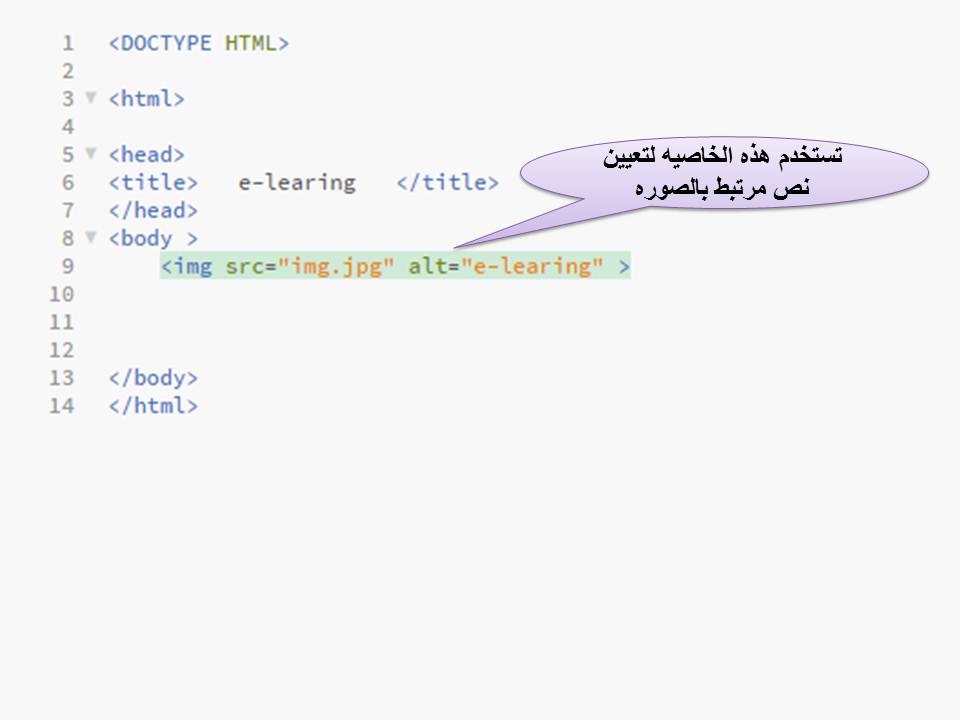 1 <DOCTYPE HTML>
2
3 <html>
4
5 <head>
6 <title> e-learing </title>
7 </head>
8 <body >
9 <img src="img.jpg" alt="e-learing" >
10
11
12
13 </body>
14 </html>
تستخدم هذه الخاصيه لتعيين
نص مرتبط بالصوره